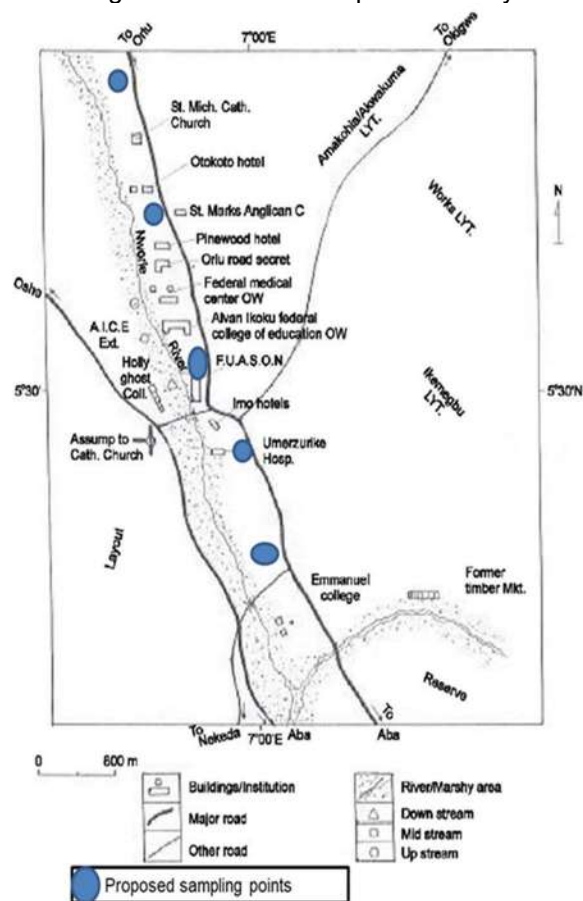 To
Orlu
7°00'E
To
Okigwe
St. Mich. Cath.
Church
Amakohia/Akwakuma
LYT.
Otokoto hotel
Works LYT.
N
St. Marks Anglican C
Nworie
River
Pinewood hotel
Orlu road secret
Osha
Federal medical
center OW
A.I.C.E
Ext.
Alvan Ikoku federal
college of education OW
Holly
ghost
Coll.
F.U.A.S.O.N
5°30'
5°30'N
Ikemegbu
LYT.
Imo hotels
Assump to
Cath. Church
Umerzurike
Hosp.
Layout
Emmanuel
college
Former
timber Mkt.
Reserve
To
Nekeda
7°00'E
Aba
To
Aba
0 600 m
Buildings/Institution
Major road
Other road
River/Marshy area
Down stream
Mid stream
Up stream
Proposed sampling points